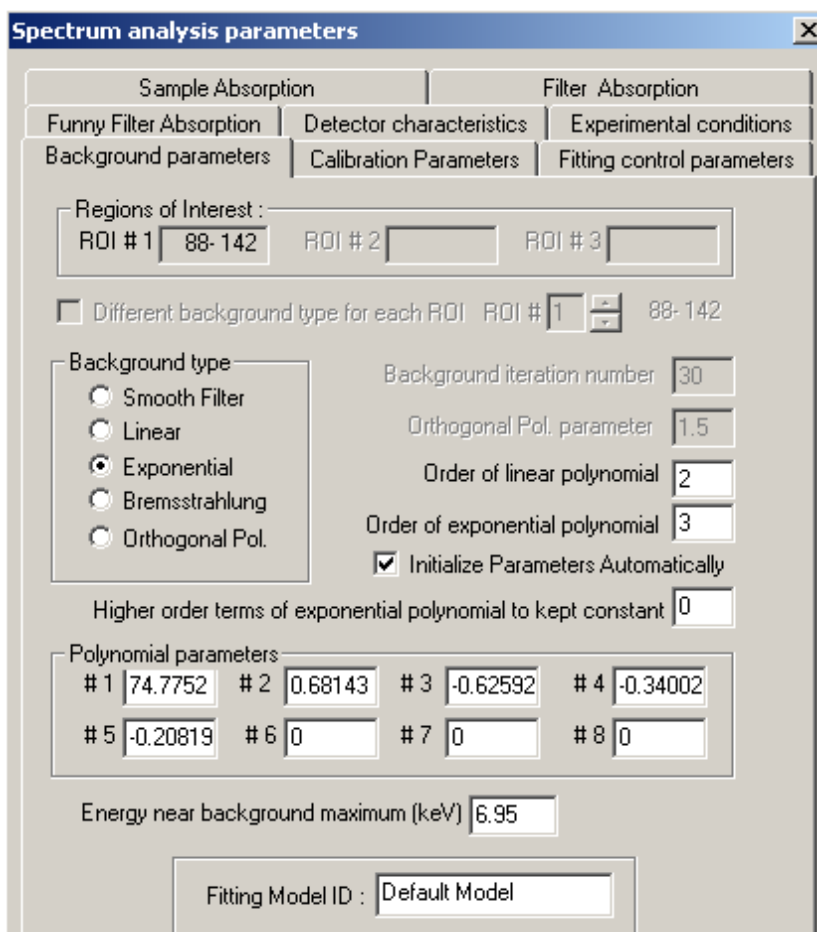 Spectrum analysis parameters
Sample Absorption
Filter Absorption
Funny Filter Absorption
Detector characteristics
Experimental conditions
Background parameters
Calibration Parameters
Fitting control parameters
Regions of Interest :
ROI # 1 88- 142 ROI # 2 ROI # 3
Different background type for each ROI ROI # 1 88- 142
Background type
Smooth Filter
Linear
Exponential
Bremsstrahlung
Orthogonal Pol.
Background iteration number 30
Orthogonal Pol. parameter 1.5
Order of linear polynomial 2
Order of exponential polynomial 3
Initialize Parameters Automatically
Higher order terms of exponential polynomial to kept constant 0
Polynomial parameters
# 1 74.7752 # 2 0.68143 # 3 -0.62592 # 4 -0.34002
# 5 -0.20819 # 6 0 # 7 0 # 8 0
Energy near background maximum (keV) 6.95
Fitting Model ID : Default Model